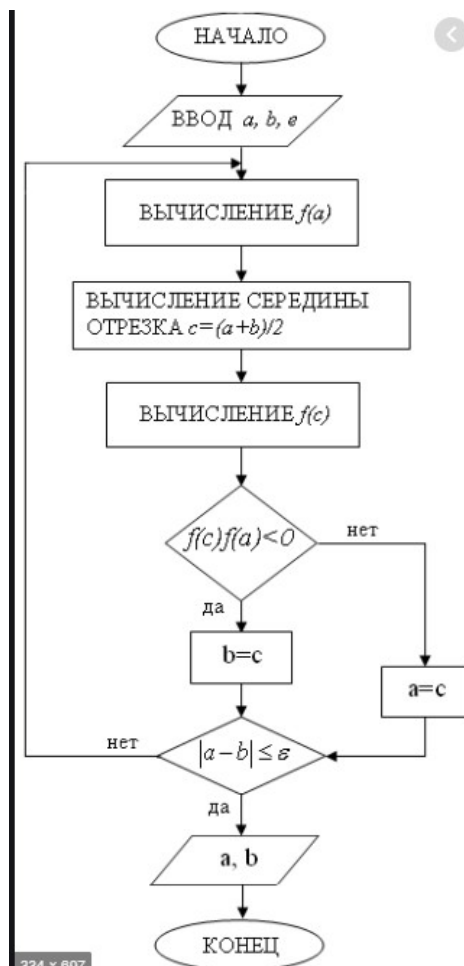 НАЧАЛО
ВВОД a, b, e
ВЫЧИСЛЕНИЕ f(a)
ВЫЧИСЛЕНИЕ СЕРЕДИНЫ
ОТРЕЗКА c=(a+b)/2
ВЫЧИСЛЕНИЕ f(c)
f(c)f(a)<0
нет
да
b=c
a=c
нет
|a-b| ≤ ε
да
a, b
КОНЕЦ